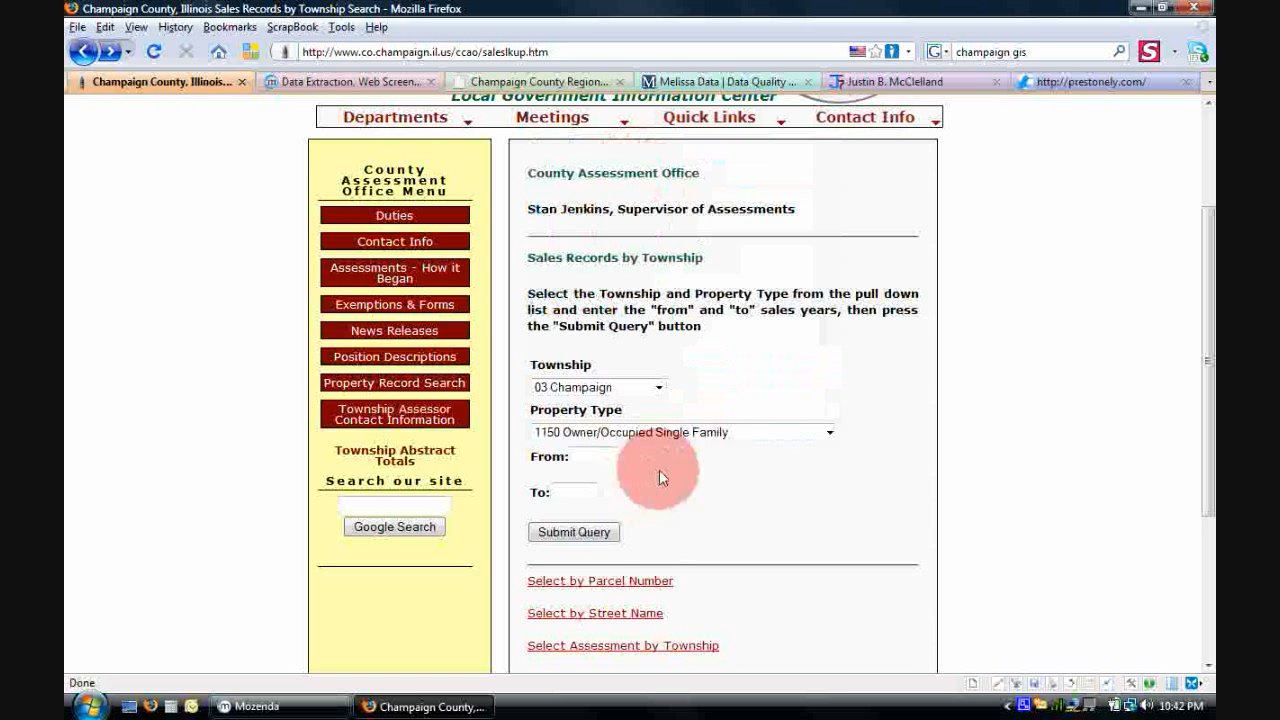 Champaign County, Illinois Sales Records by Township Search - Mozilla Firefox
File Edit View History Bookmarks ScrapBook Tools Help
http://www.co.champaign.il.us/ccao/saleslkup.htm
champaign gis
Champaign County, Illinois...
Data Extraction, Web Screen...
Champaign County Region...
Melissa Data | Data Quality ...
Justin B. McClelland
http://prestonely.com/
Local Government Information Center
Departments Meetings Quick Links Contact Info
County
Assessment
Office Menu
Duties
Contact Info
Assessments - How it
Began
Exemptions & Forms
News Releases
Position Descriptions
Property Record Search
Township Assessor
Contact Information
Township Abstract
Totals
Search our site
Google Search
County Assessment Office
Stan Jenkins, Supervisor of Assessments
Sales Records by Township
Select the Township and Property Type from the pull down
list and enter the "from" and "to" sales years, then press
the "Submit Query" button
Township
03 Champaign
Property Type
1150 Owner/Occupied Single Family
From:
To:
Submit Query
Select by Parcel Number
Select by Street Name
Select Assessment by Township
Done
Mozenda
Champaign County,...
10:42 PM